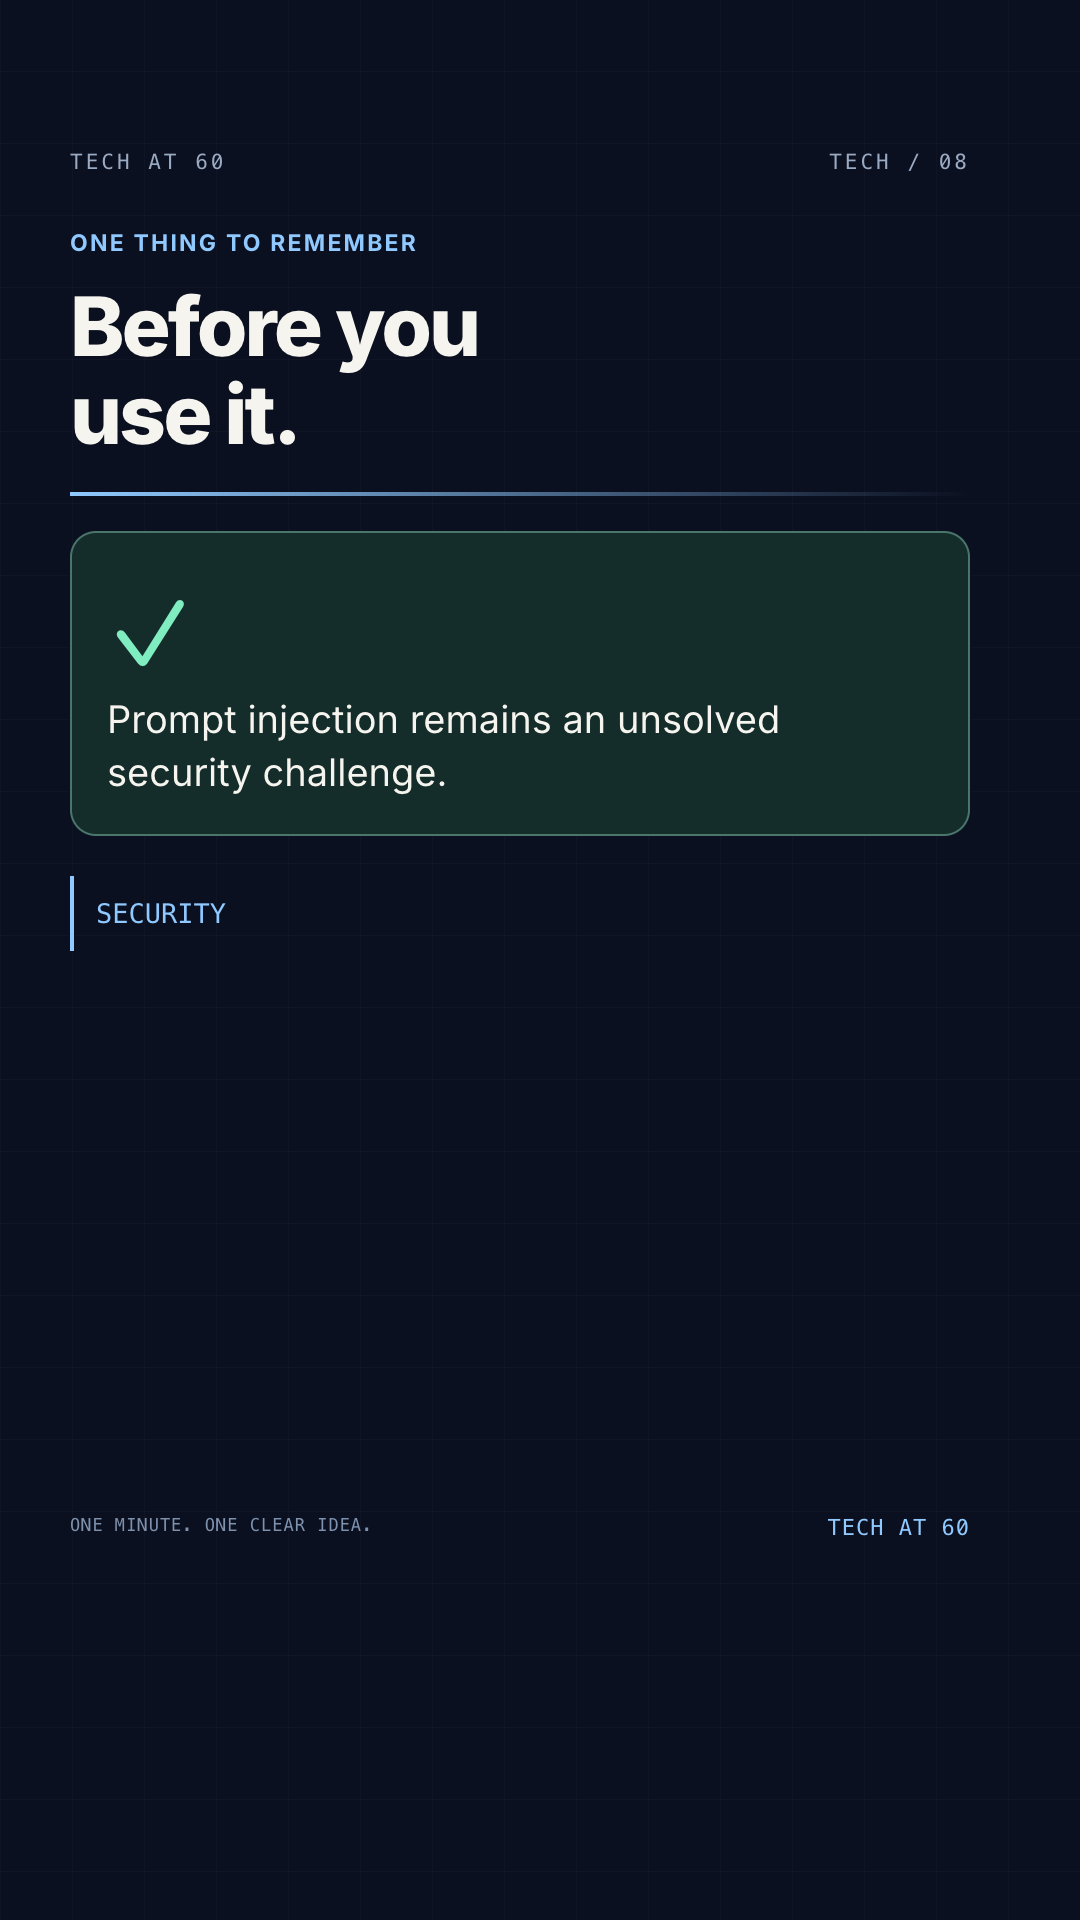 TECH AT 60
TECH / 08
ONE THING TO REMEMBER
Before you
use it.
Prompt injection remains an unsolved
security challenge.
SECURITY
ONE MINUTE. ONE CLEAR IDEA.
TECH AT 60